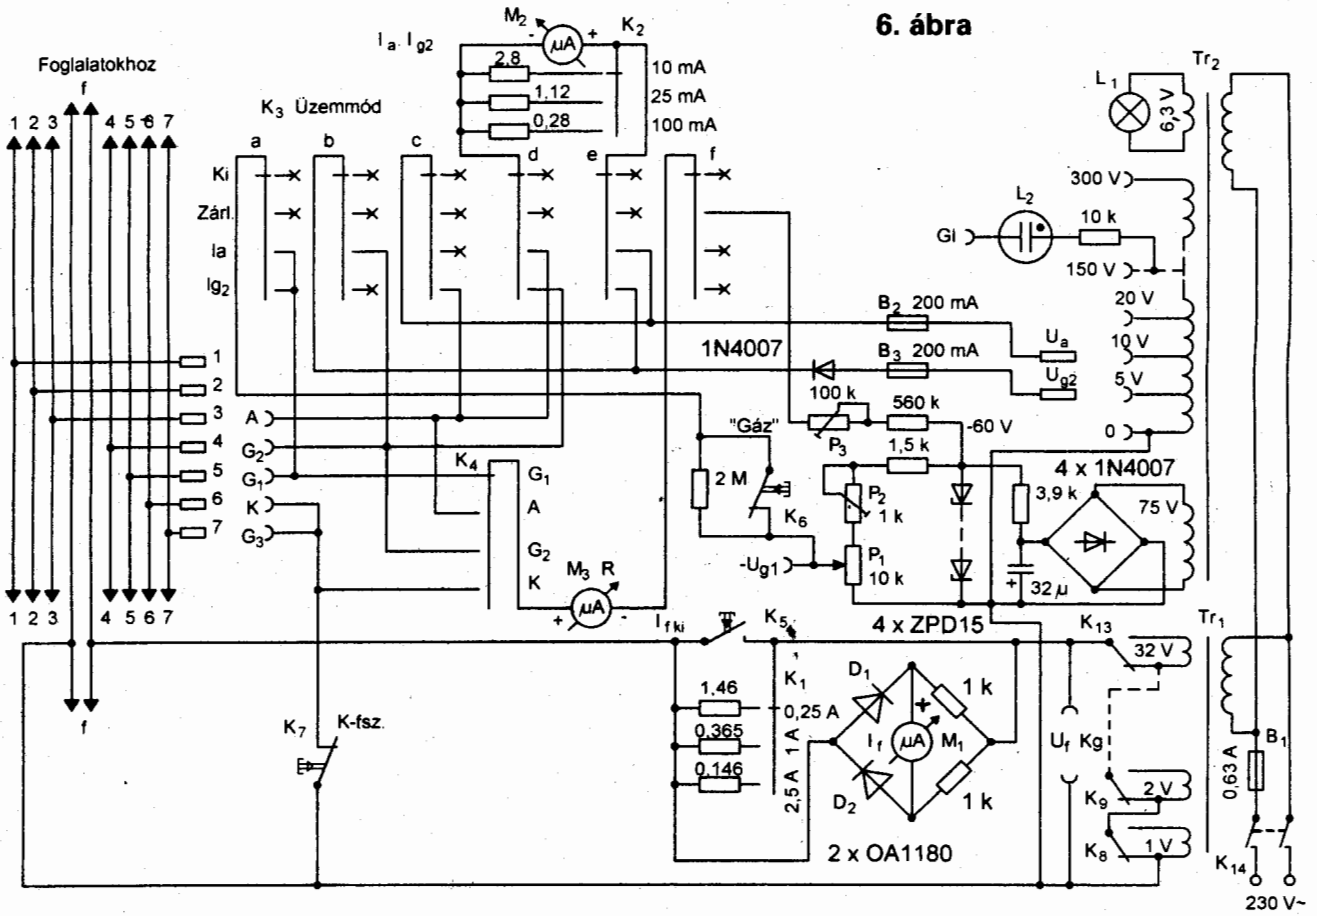 6. ábra
M2 - μA + K2
Ia Ig2
2,8 10 mA
1,12 25 mA
0,28 100 mA
Foglalatokhoz
f
K3 Üzemmód
1 2 3 4 5 6 7
a b c d e f
Ki
Zárl.
Ia
Ig2
L1 6,3 V Tr2
300 V
L2
Gl 10 k
150 V
20 V
10 V
5 V
0
B2 200 mA
Ua
1N4007 B3 200 mA
Ug2
100 k
P3
560 k
-60 V
1,5 k
4 x 1N4007
1
2
3 A
4 G2
5 G1
6 K
7 G3
K4
G1
A
G2
K
"Gáz"
2 M
K6
P2
1 k
-Ug1
P1
10 k
3,9 k
75 V
+ 32 μ
M3 R
+ μA -
1 2 3 4 5 6 7
f
If ki
K5
4 x ZPD15
K13
32 V
Tr1
K1
1,46 0,25 A
0,365 1 A
0,146 2,5 A
D1
D2
+
If μA M1
1 k
1 k
2 x OA1180
Uf Kg
K9 2 V
K8 1 V
K7 K-fsz.
0,63 A B1
K14
230 V~